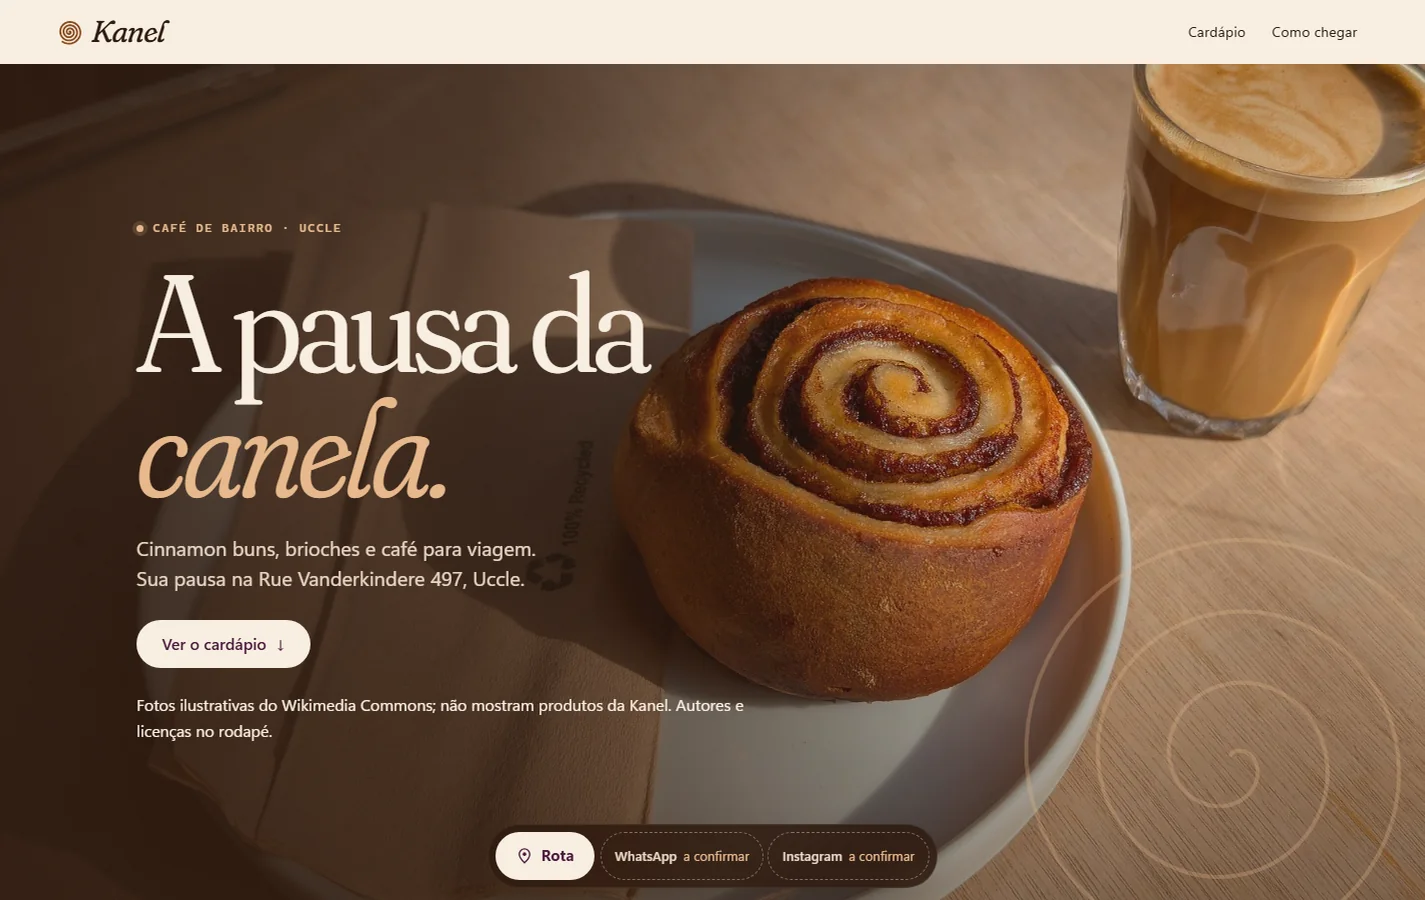 Kanel
Cardápio
Como chegar
CAFÉ DE BAIRRO · UCCLE
A pausa da
canela.
100% Recycled
Cinnamon buns, brioches e café para viagem.
Sua pausa na Rue Vanderkindere 497, Uccle.
Ver o cardápio ↓
Fotos ilustrativas do Wikimedia Commons; não mostram produtos da Kanel. Autores e
licenças no rodapé.
Rota
WhatsApp a confirmar
Instagram a confirmar